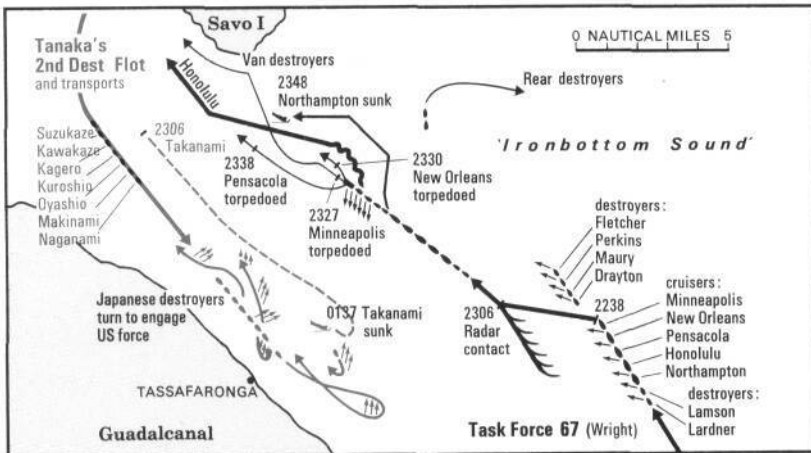 Savo I
Tanaka's
2nd Dest Flot
and transports
Van destroyers
Honolulu
2348
Northampton sunk
0 NAUTICAL MILES 5
Rear destroyers
'Ironbottom Sound'
Suzukaze
Kawakaze
Kagero
Kuroshio
Oyashio
Makinami
Naganami
2306
Takanami
2338
Pensacola
torpedoed
2330
New Orleans
torpedoed
2327
Minneapolis
torpedoed
destroyers:
Fletcher
Perkins
Maury
Drayton
cruisers:
2238
Minneapolis
New Orleans
Pensacola
Honolulu
Northampton
destroyers:
Lamson
Lardner
2306
Radar
contact
Japanese destroyers
turn to engage
US force
0137 Takanami
sunk
TASSAFARONGA
Guadalcanal
Task Force 67 (Wright)